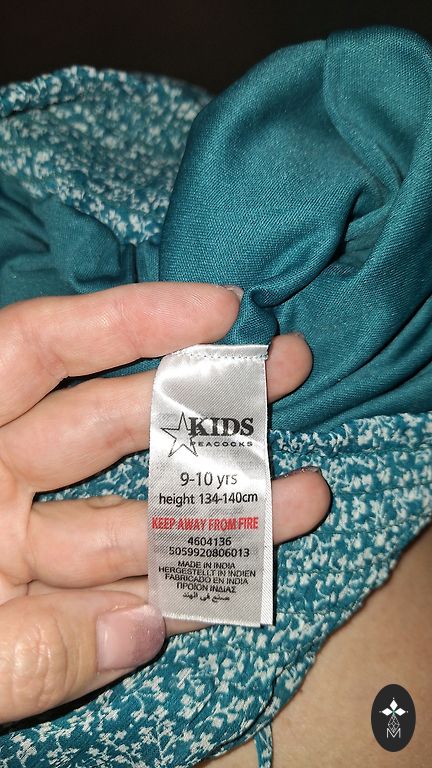 KIDS
PEACOCKS
9-10 yrs
height 134-140cm
KEEP AWAY FROM FIRE
4604136
5059920806013
MADE IN INDIA
HERGESTELLT IN INDIEN
FABRICADO EN INDIA
ΠΡΟΪΟΝ ΙΝΔΙΑΣ
صنع في الهند
M